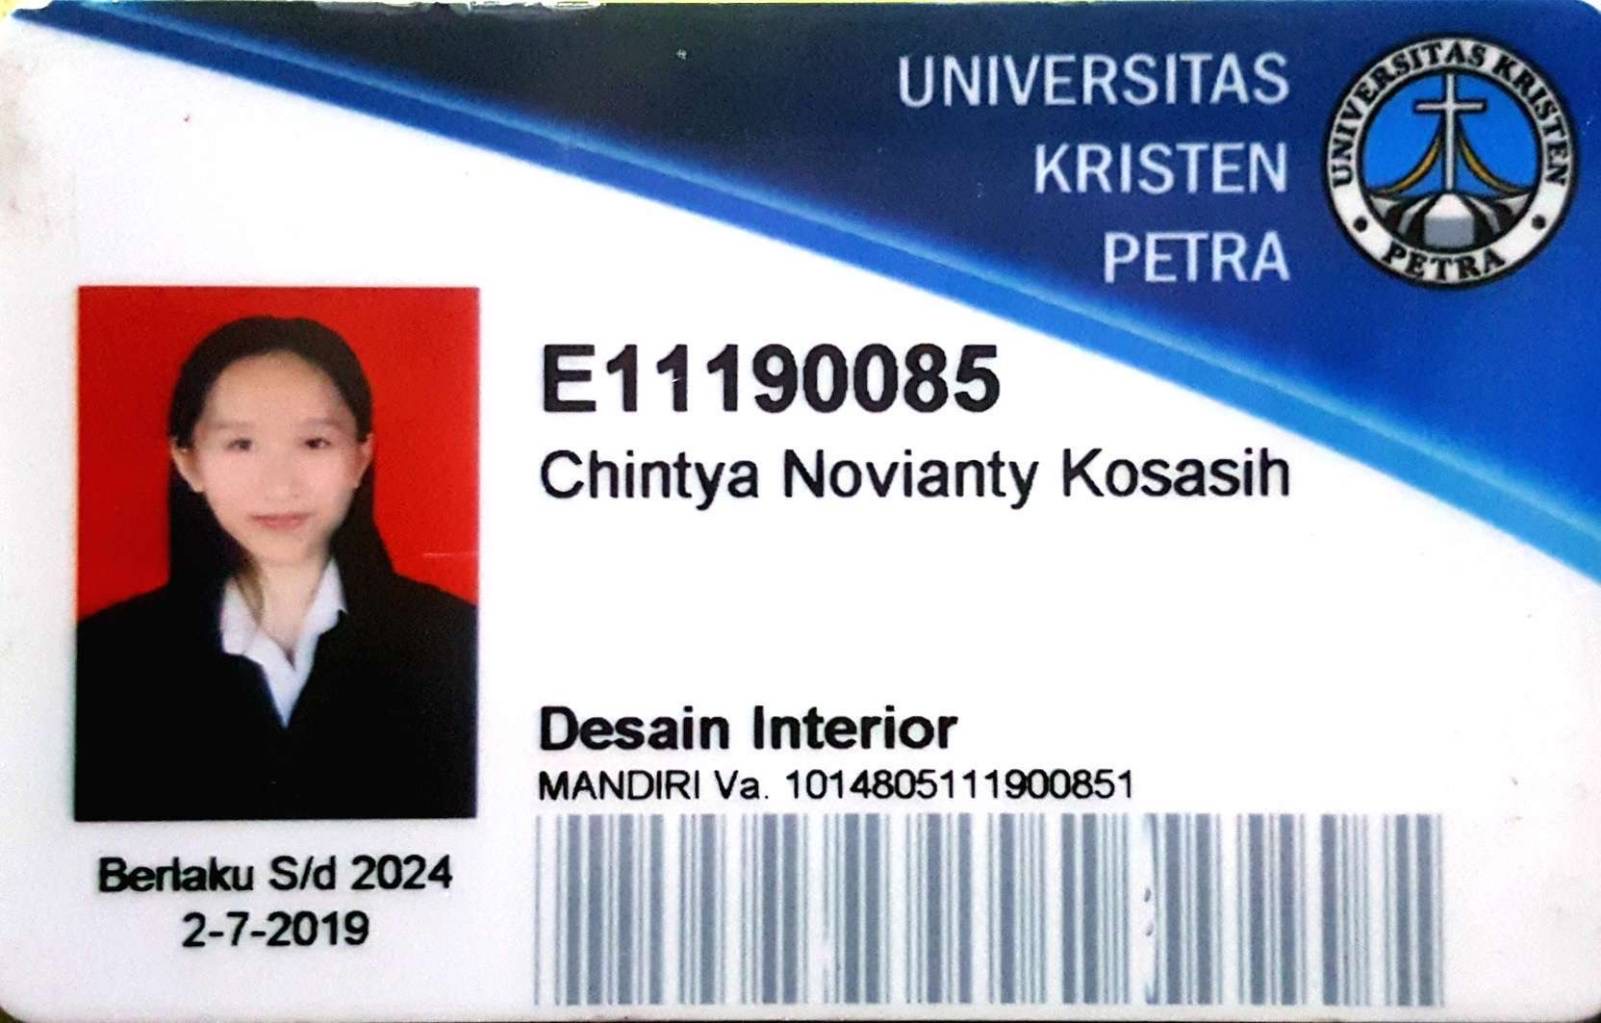 UNIVERSITAS
KRISTEN
PETRA
UNIVERSITAS KRISTEN
PETRA
E11190085
Chintya Novianty Kosasih
Desain Interior
MANDIRI Va. 1014805111900851
Berlaku S/d 2024
2-7-2019